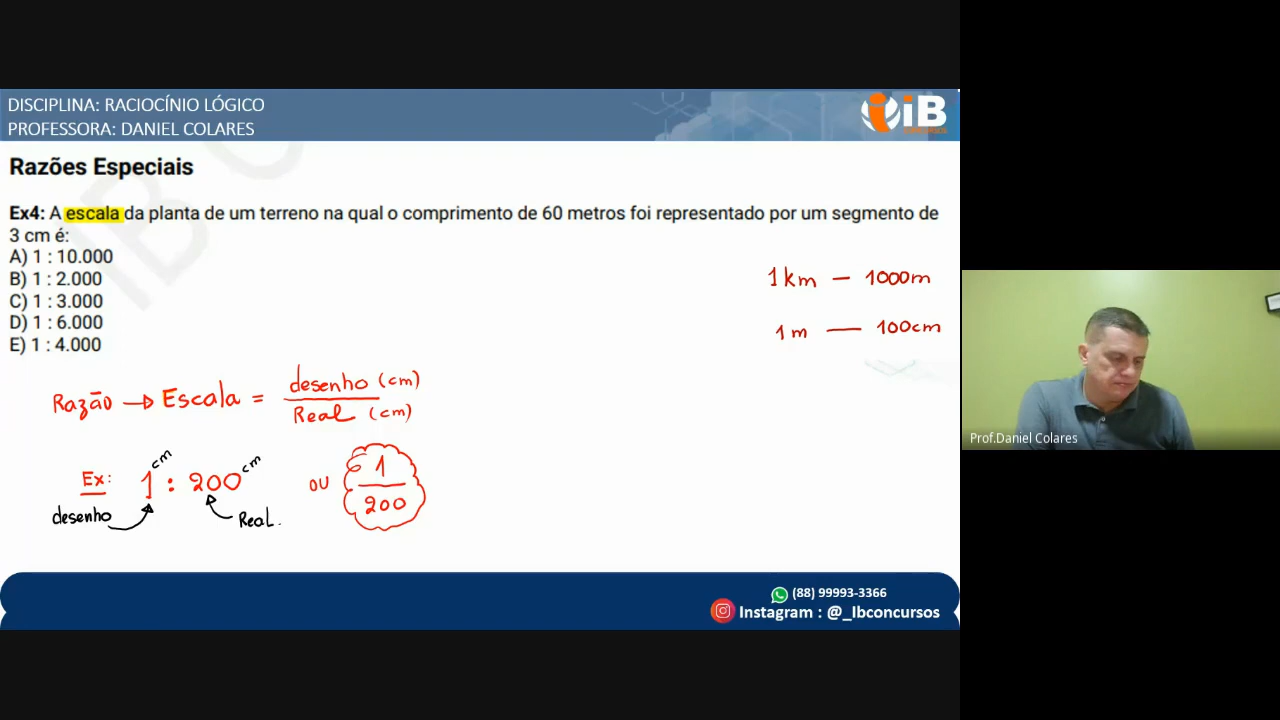 DISCIPLINA: RACIOCÍNIO LÓGICO
PROFESSORA: DANIEL COLARES
iB
CONCURSOS
Razões Especiais
Ex4: A escala da planta de um terreno na qual o comprimento de 60 metros foi representado por um segmento de
3 cm é:
A) 1 : 10.000
B) 1 : 2.000
C) 1 : 3.000
D) 1 : 6.000
E) 1 : 4.000
1km — 1000m
1m — 100cm
Razão → Escala = desenho (cm)
Real (cm)
Ex: 1 cm : 200 cm ou 1
200
desenho
Real.
Prof.Daniel Colares
(88) 99993-3366
Instagram : @_Ibconcursos